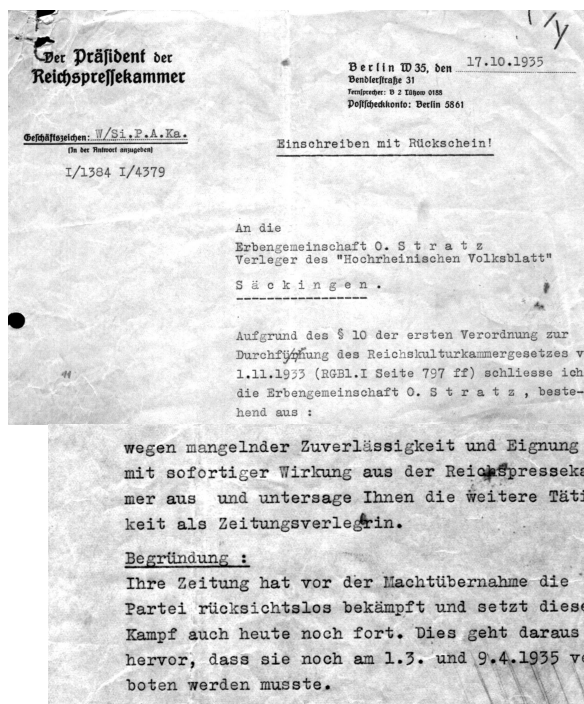 Der Präsident der
Reichspressekammer
Berlin W 35, den 17.10.1935
Bendlerstraße 31
Fernsprecher: B 2 Lützow 0188
Postscheckkonto: Berlin 5861
Geschäftszeichen: W/Si.P.A.Ka.
(In der Antwort anzugeben)
I/1384 I/4379
Einschreiben mit Rückschein!
An die
Erbengemeinschaft O. S t r a t z
Verleger des "Hochrheinischen Volksblatt"
S ä c k i n g e n .
Aufgrund des § 10 der ersten Verordnung zur
Durchführung des Reichskulturkammergesetzes v
1.11.1933 (RGBl.I Seite 797 ff) schliesse ich
die Erbengemeinschaft O. S t r a t z , beste-
hend aus :
wegen mangelnder Zuverlässigkeit und Eignung
mit sofortiger Wirkung aus der Reichspresseka
mer aus und untersage Ihnen die weitere Täti
keit als Zeitungsverlegrin.
Begründung :
Ihre Zeitung hat vor der Machtübernahme die
Partei rücksichtslos bekämpft und setzt diese
Kampf auch heute noch fort. Dies geht daraus
hervor, dass sie noch am 1.3. und 9.4.1935 ve
boten werden musste.